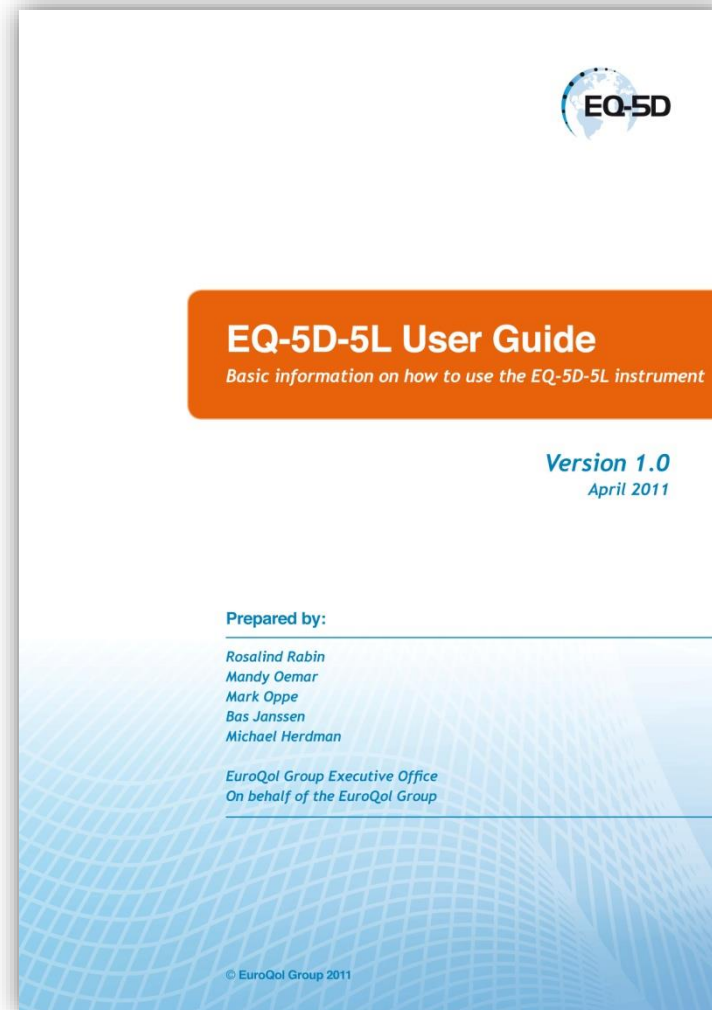 EQ-5D
EQ-5D-5L User Guide
Basic information on how to use the EQ-5D-5L instrument
Version 1.0
April 2011
Prepared by:
Rosalind Rabin
Mandy Oemar
Mark Oppe
Bas Janssen
Michael Herdman
EuroQol Group Executive Office
On behalf of the EuroQol Group
© EuroQol Group 2011